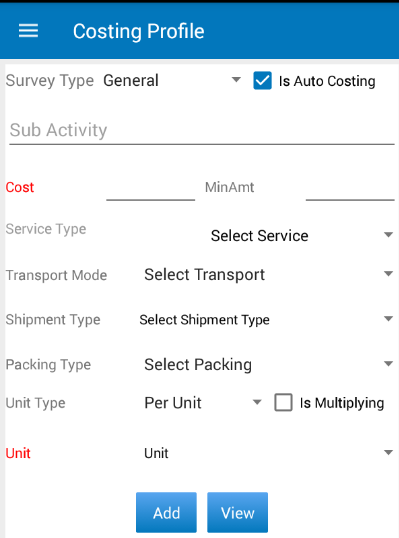 Costing Profile
Survey Type General Is Auto Costing
Sub Activity
Cost MinAmt
Service Type Select Service
Transport Mode Select Transport
Shipment Type Select Shipment Type
Packing Type Select Packing
Unit Type Per Unit Is Multiplying
Unit Unit
Add View